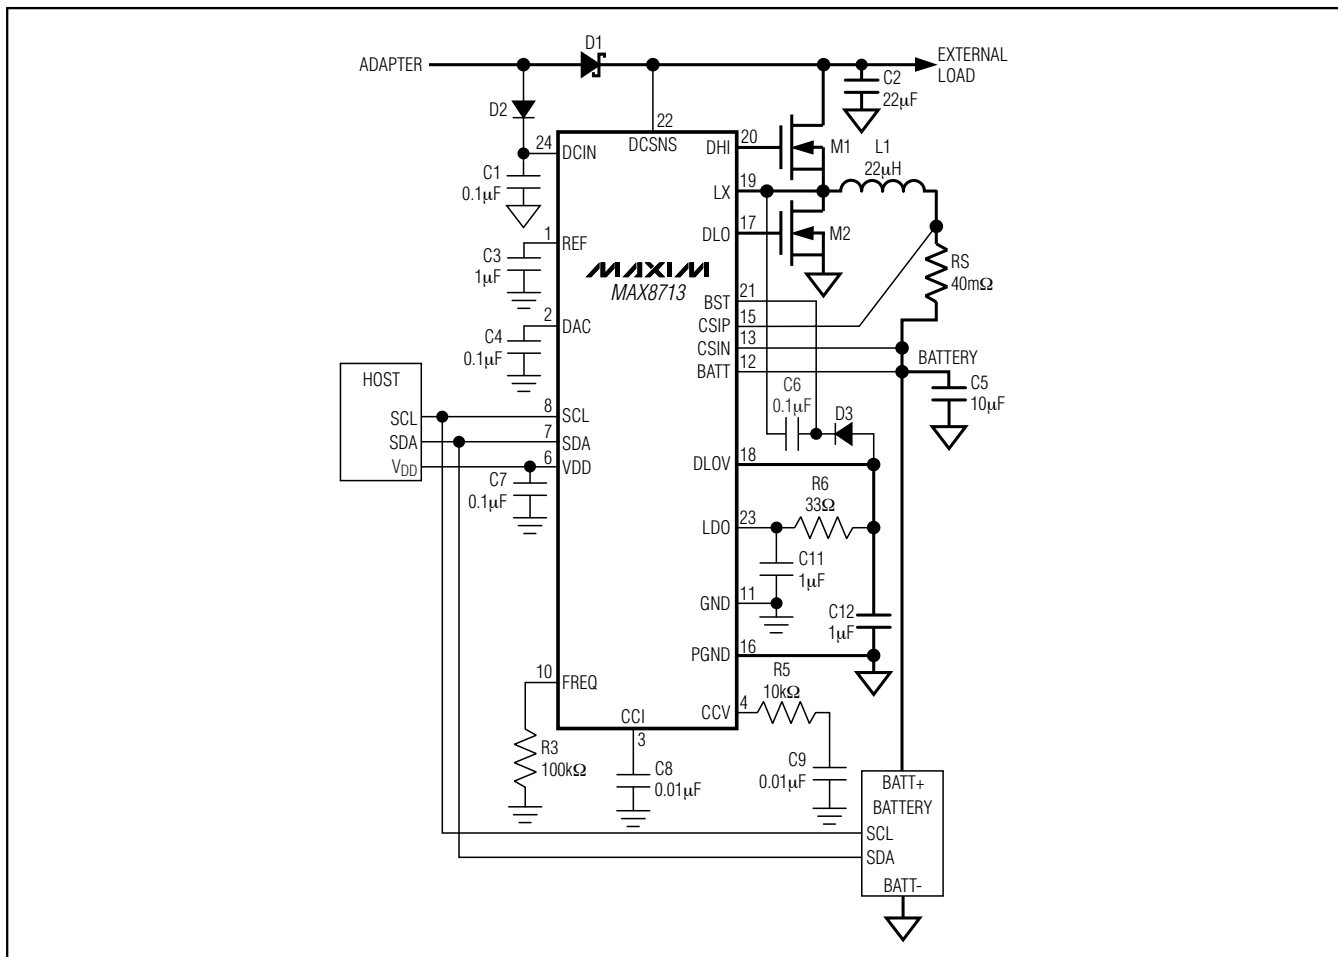 ADAPTER
D1
EXTERNAL
LOAD
C2
22µF
D2
24
DCIN
22
DCSNS
DHI
20
M1
L1
22µH
C1
0.1µF
LX
19
DLO
17
M2
1
REF
C3
1µF
MAXIM
MAX8713
RS
40mΩ
BST
21
CSIP
15
CSIN
13
BATT
12
BATTERY
2
DAC
C4
0.1µF
C5
10µF
C6
0.1µF
D3
HOST
SCL
SDA
VDD
8
SCL
7
SDA
6
VDD
C7
0.1µF
DLOV
18
R6
33Ω
LDO
23
C11
1µF
GND
11
C12
1µF
PGND
16
10
FREQ
R5
10kΩ
CCV
4
CCI
3
R3
100kΩ
C8
0.01µF
C9
0.01µF
BATT+
BATTERY
SCL
SDA
BATT-